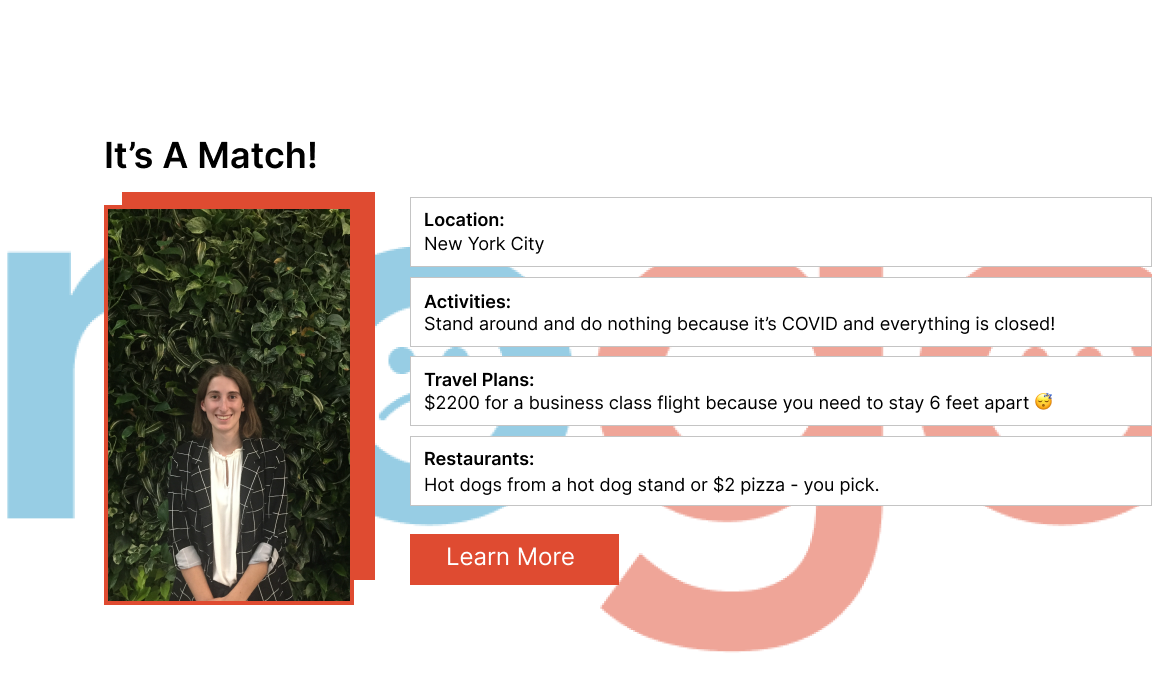 It’s A Match!
Location:
New York City
Activities:
Stand around and do nothing because it’s COVID and everything is closed!
Travel Plans:
$2200 for a business class flight because you need to stay 6 feet apart 😴
Restaurants:
Hot dogs from a hot dog stand or $2 pizza - you pick.
Learn More